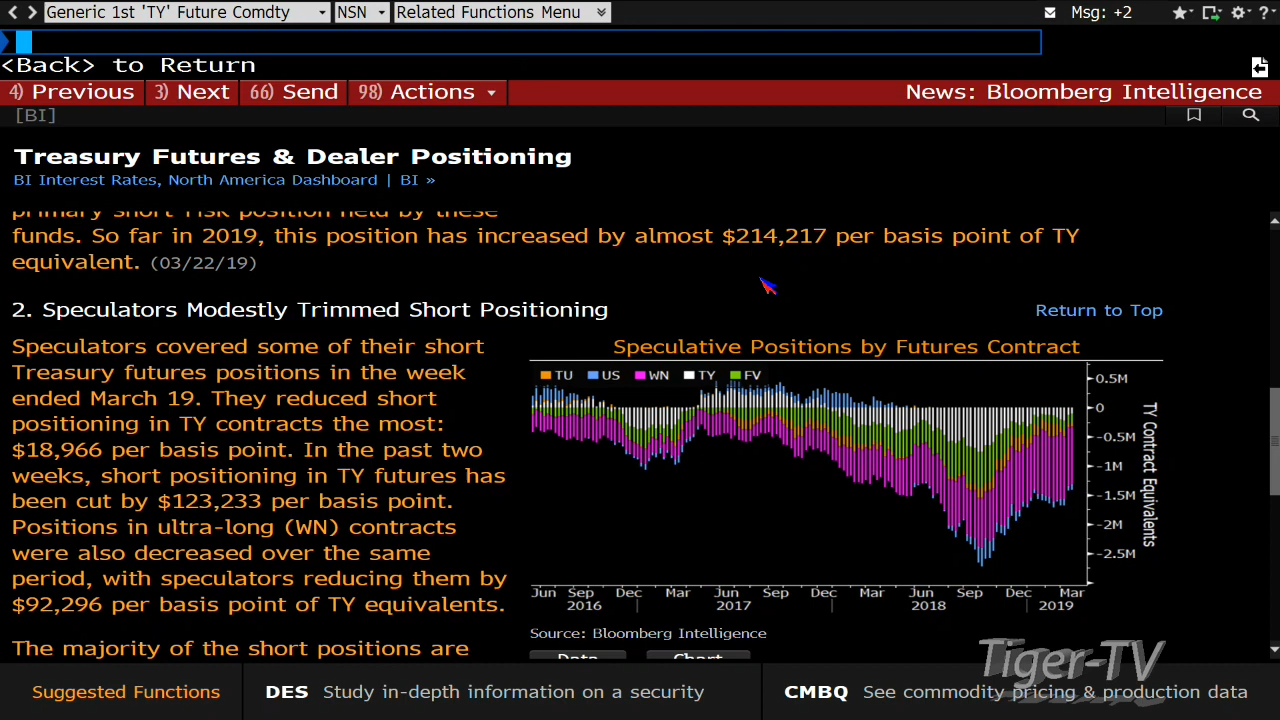 Generic 1st 'TY' Future Comdty NSN Related Functions Menu Msg: +2 ?
<Back> to Return
4) Previous 3) Next 66) Send 98) Actions News: Bloomberg Intelligence
[BI]
Treasury Futures & Dealer Positioning
BI Interest Rates, North America Dashboard | BI »
primary short risk position held by these
funds. So far in 2019, this position has increased by almost $214,217 per basis point of TY
equivalent. (03/22/19)
2. Speculators Modestly Trimmed Short Positioning Return to Top
Speculators covered some of their short
Treasury futures positions in the week
ended March 19. They reduced short
positioning in TY contracts the most:
$18,966 per basis point. In the past two
weeks, short positioning in TY futures has
been cut by $123,233 per basis point.
Positions in ultra-long (WN) contracts
were also decreased over the same
period, with speculators reducing them by
$92,296 per basis point of TY equivalents.
The majority of the short positions are
Speculative Positions by Futures Contract
TU US WN TY FV
0.5M
0
-0.5M
-1M
-1.5M
-2M
-2.5M
TY Contract Equivalents
Jun Sep Dec Mar Jun Sep Dec Mar Jun Sep Dec Mar
2016 2017 2018 2019
Source: Bloomberg Intelligence
Data Chart
Tiger-TV
Suggested Functions DES Study in-depth information on a security CMBQ See commodity pricing & production data